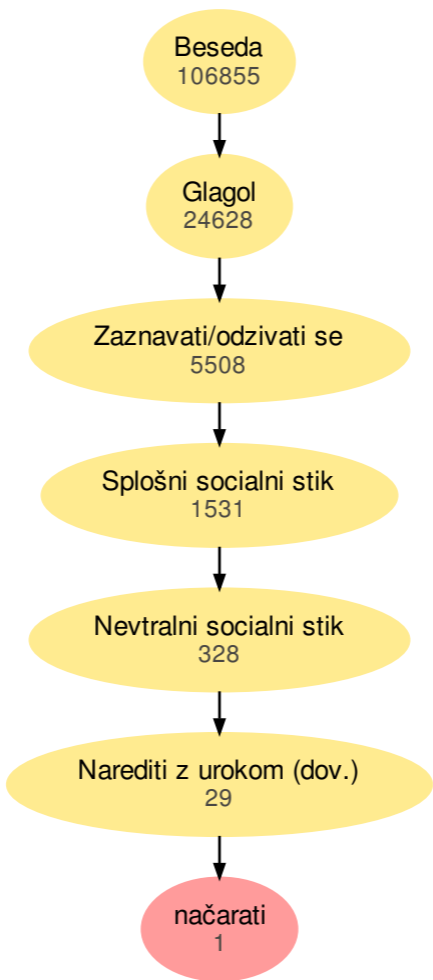 Beseda
106855
Glagol
24628
Zaznavati/odzivati se
5508
Splošni socialni stik
1531
Nevtralni socialni stik
328
Narediti z urokom (dov.)
29
načarati
1